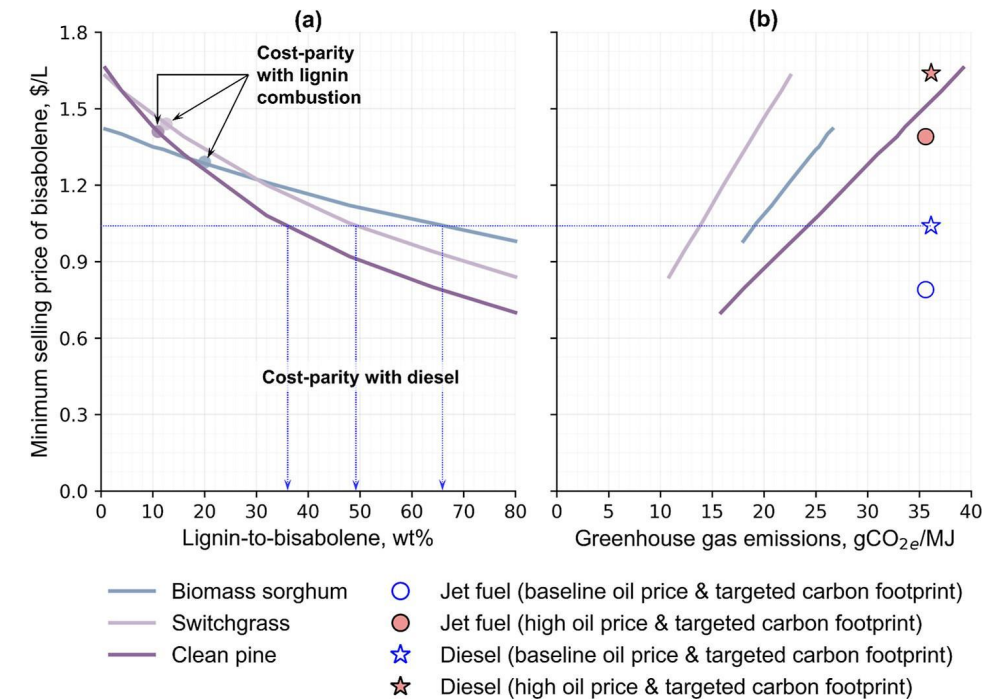 (a)
(b)
Minimum selling price of bisabolene, $/L
1.8
1.5
1.2
0.9
0.6
0.3
0.0
Cost-parity
with lignin
combustion
Cost-parity with diesel
0 10 20 30 40 50 60 70 80
Lignin-to-bisabolene, wt%
0 5 10 15 20 25 30 35 40
Greenhouse gas emissions, gCO2e/MJ
Biomass sorghum
Switchgrass
Clean pine
Jet fuel (baseline oil price & targeted carbon footprint)
Jet fuel (high oil price & targeted carbon footprint)
Diesel (baseline oil price & targeted carbon footprint)
Diesel (high oil price & targeted carbon footprint)